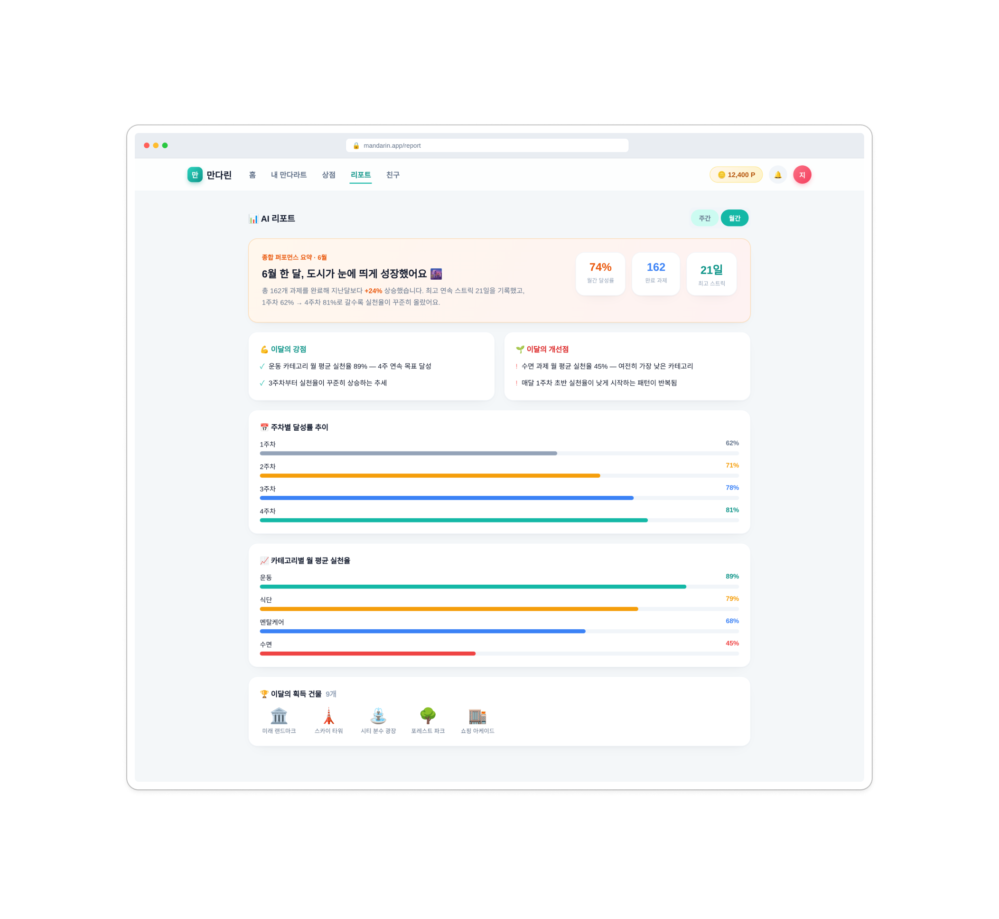 🔒 mandarin.app/report
만 만다린 홈 내 만다라트 상점 리포트 친구 🪙 12,400 P 🔔 지
📊 AI 리포트 주간 월간
종합 퍼포먼스 요약 · 6월
6월 한 달, 도시가 눈에 띄게 성장했어요 🌆
총 162개 과제를 완료해 지난달보다 +24% 상승했습니다. 최고 연속 스트릭 21일을 기록했고,
1주차 62% → 4주차 81%로 갈수록 실천율이 꾸준히 올랐어요.
74%
월간 달성률
162
완료 과제
21일
최고 스트릭
💪 이달의 강점
✓ 운동 카테고리 월 평균 실천율 89% — 4주 연속 목표 달성
✓ 3주차부터 실천율이 꾸준히 상승하는 추세
🌱 이달의 개선점
! 수면 과제 월 평균 실천율 45% — 여전히 가장 낮은 카테고리
! 매달 1주차 초반 실천율이 낮게 시작하는 패턴이 반복됨
📅 주차별 달성률 추이
1주차 62%
2주차 71%
3주차 78%
4주차 81%
📈 카테고리별 월 평균 실천율
운동 89%
식단 79%
멘탈케어 68%
수면 45%
🏆 이달의 획득 건물 9개
미래 랜드마크 스카이 타워 시티 분수 광장 포레스트 파크 쇼핑 아케이드